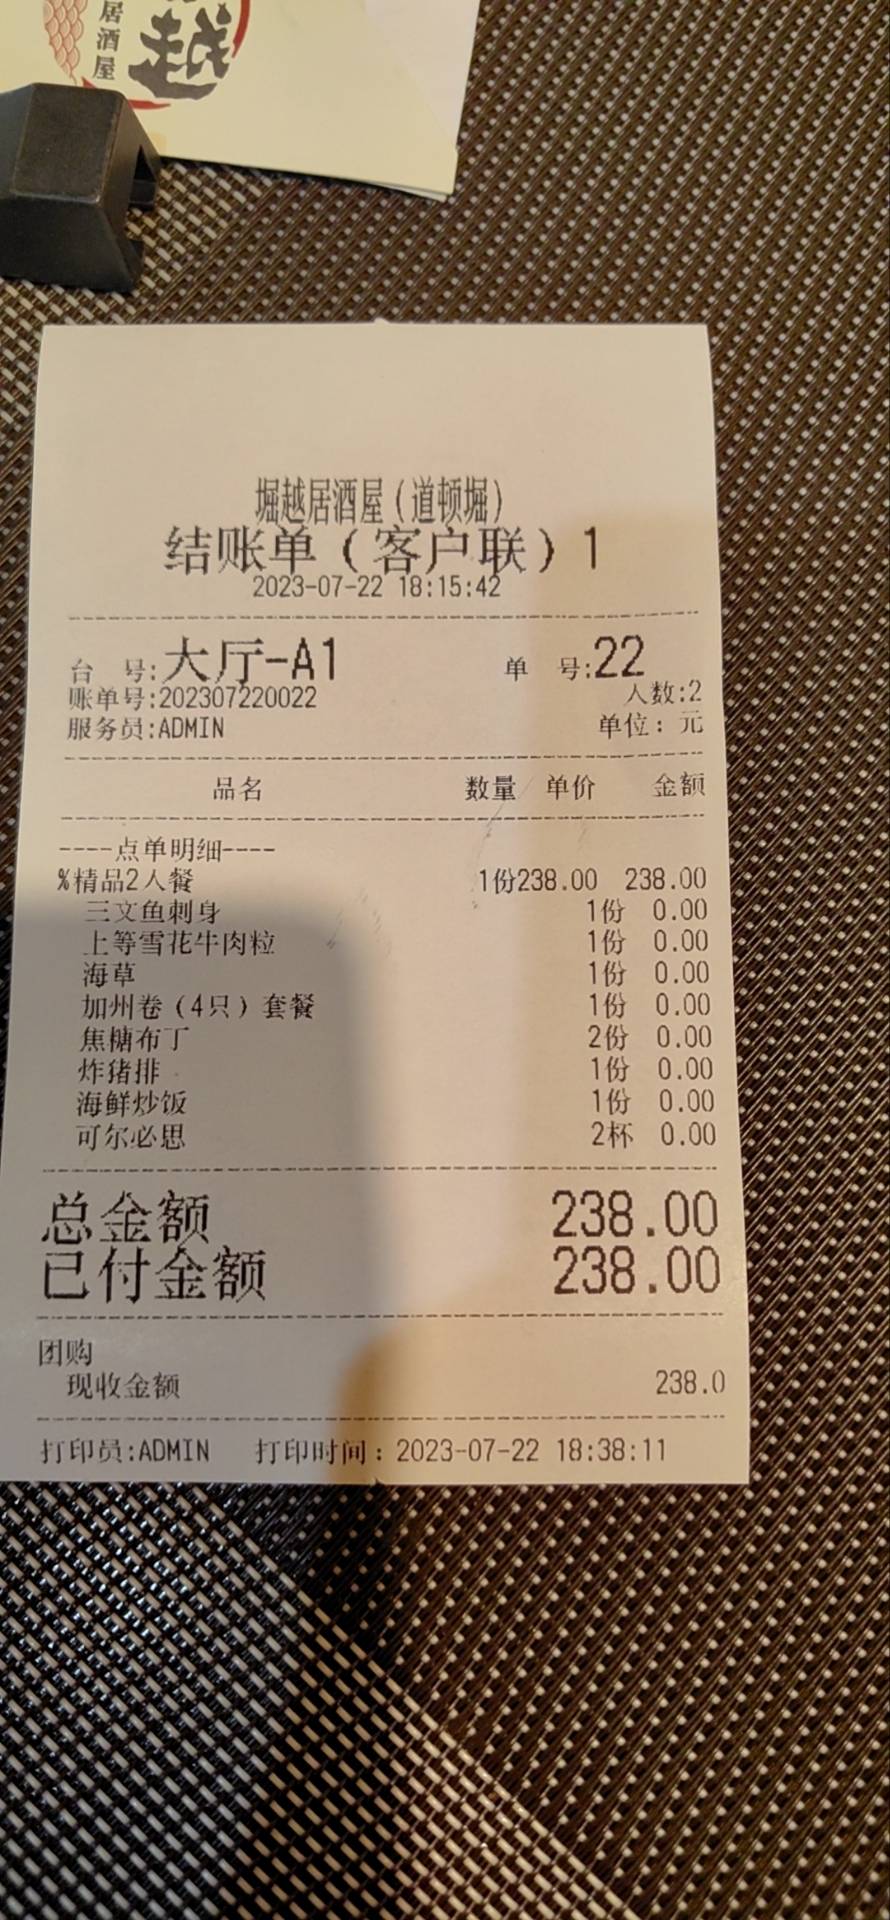 居酒屋
越
堀越居酒屋（道顿堀）
结账单（客户联）1
2023-07-22 18:15:42
台 号:大厅-A1 单 号:22
账单号:202307220022 人数:2
服务员:ADMIN 单位：元
品名 数量 单价 金额
----点单明细----
%精品2人餐 1份238.00 238.00
三文鱼刺身 1份 0.00
上等雪花牛肉粒 1份 0.00
海草 1份 0.00
加州卷（4只）套餐 1份 0.00
焦糖布丁 2份 0.00
炸猪排 1份 0.00
海鲜炒饭 1份 0.00
可尔必思 2杯 0.00
总金额 238.00
已付金额 238.00
团购
现收金额 238.0
打印员:ADMIN 打印时间：2023-07-22 18:38:11